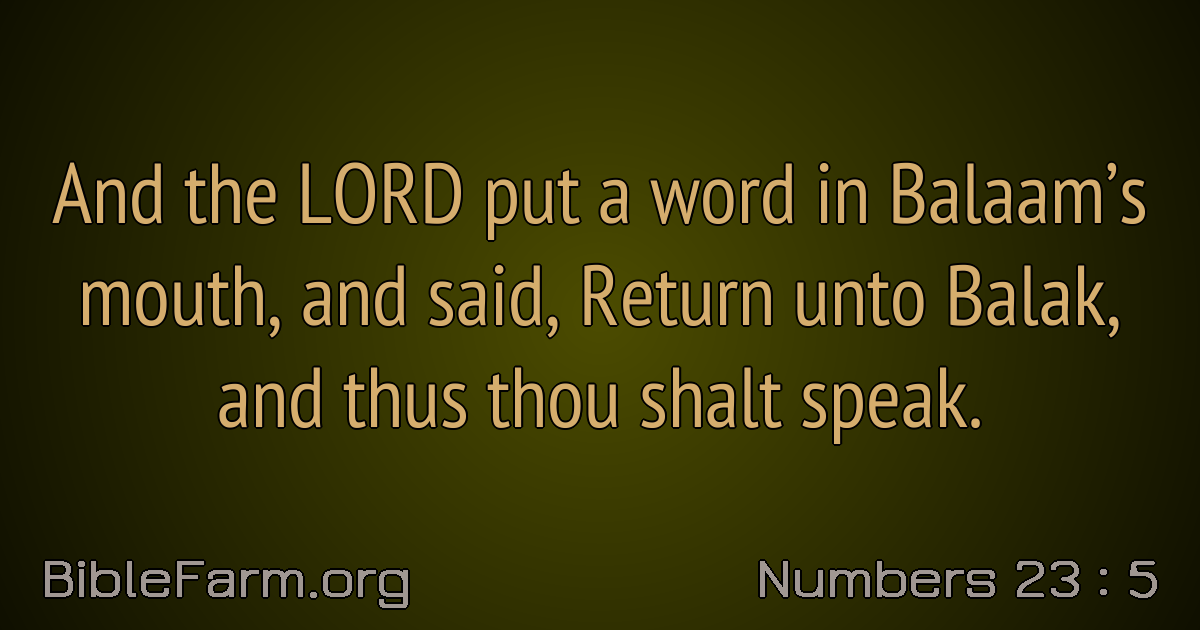 And the LORD put a word in Balaam’s
mouth, and said, Return unto Balak,
and thus thou shalt speak.
BibleFarm.org
Numbers 23 : 5